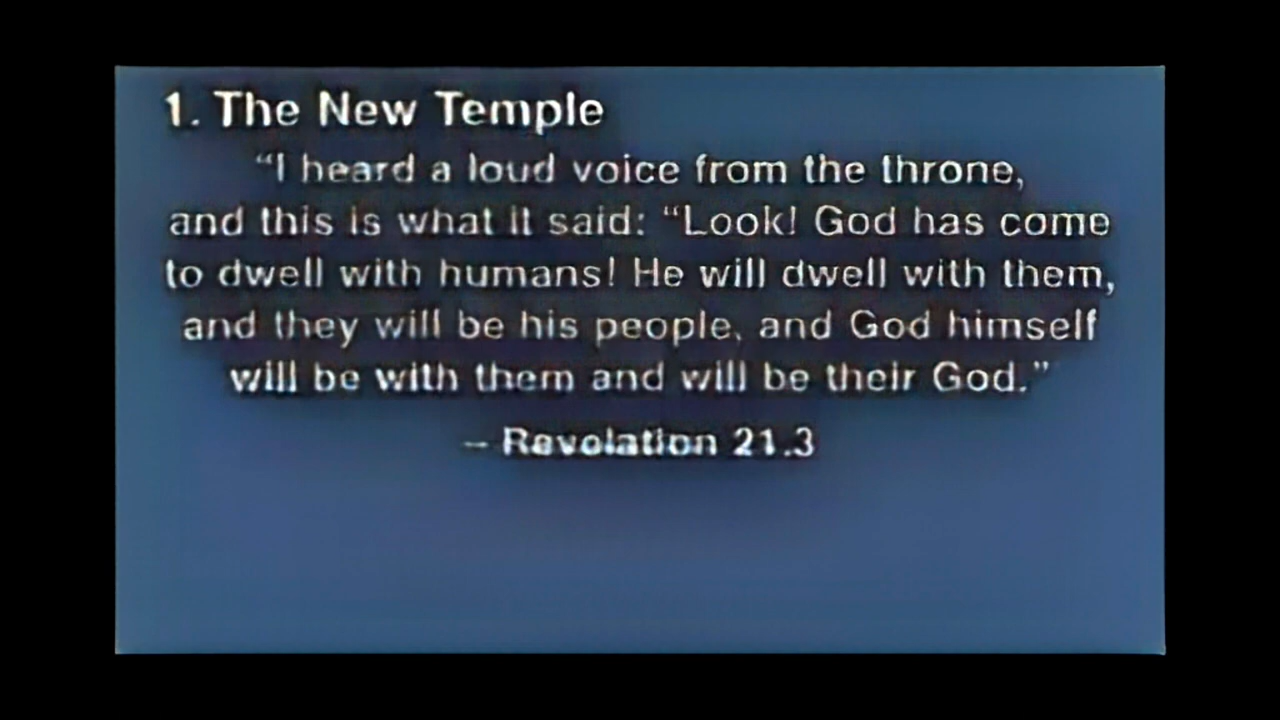 1. The New Temple
“I heard a loud voice from the throne,
and this is what it said: “Look! God has come
to dwell with humans! He will dwell with them,
and they will be his people, and God himself
will be with them and will be their God.”
– Revelation 21.3